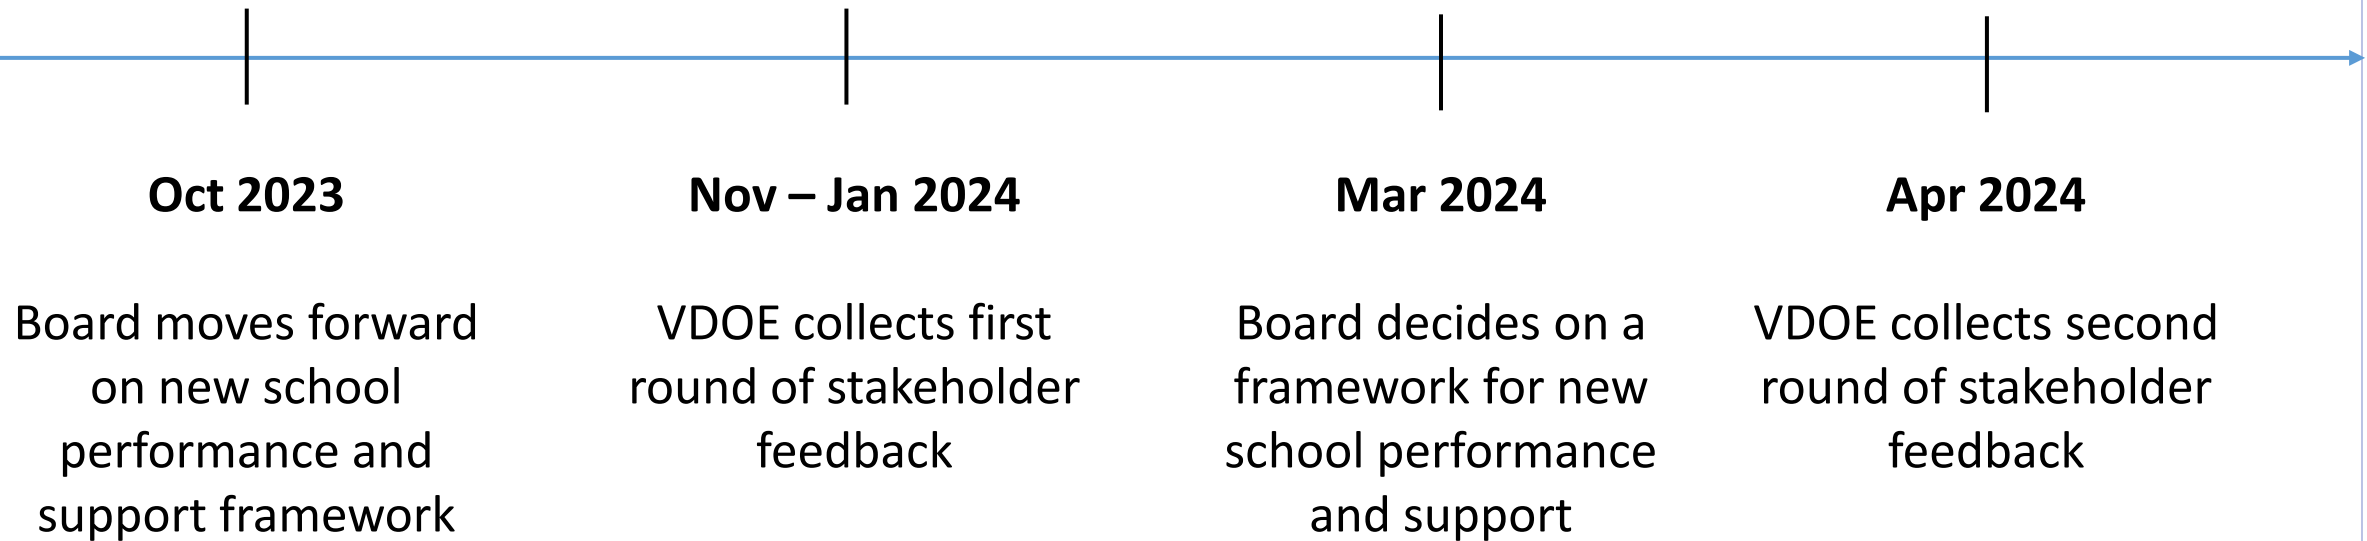 Oct 2023
Board moves forward
on new school
performance and
support framework
Nov – Jan 2024
VDOE collects first
round of stakeholder
feedback
Mar 2024
Board decides on a
framework for new
school performance
and support
Apr 2024
VDOE collects second
round of stakeholder
feedback